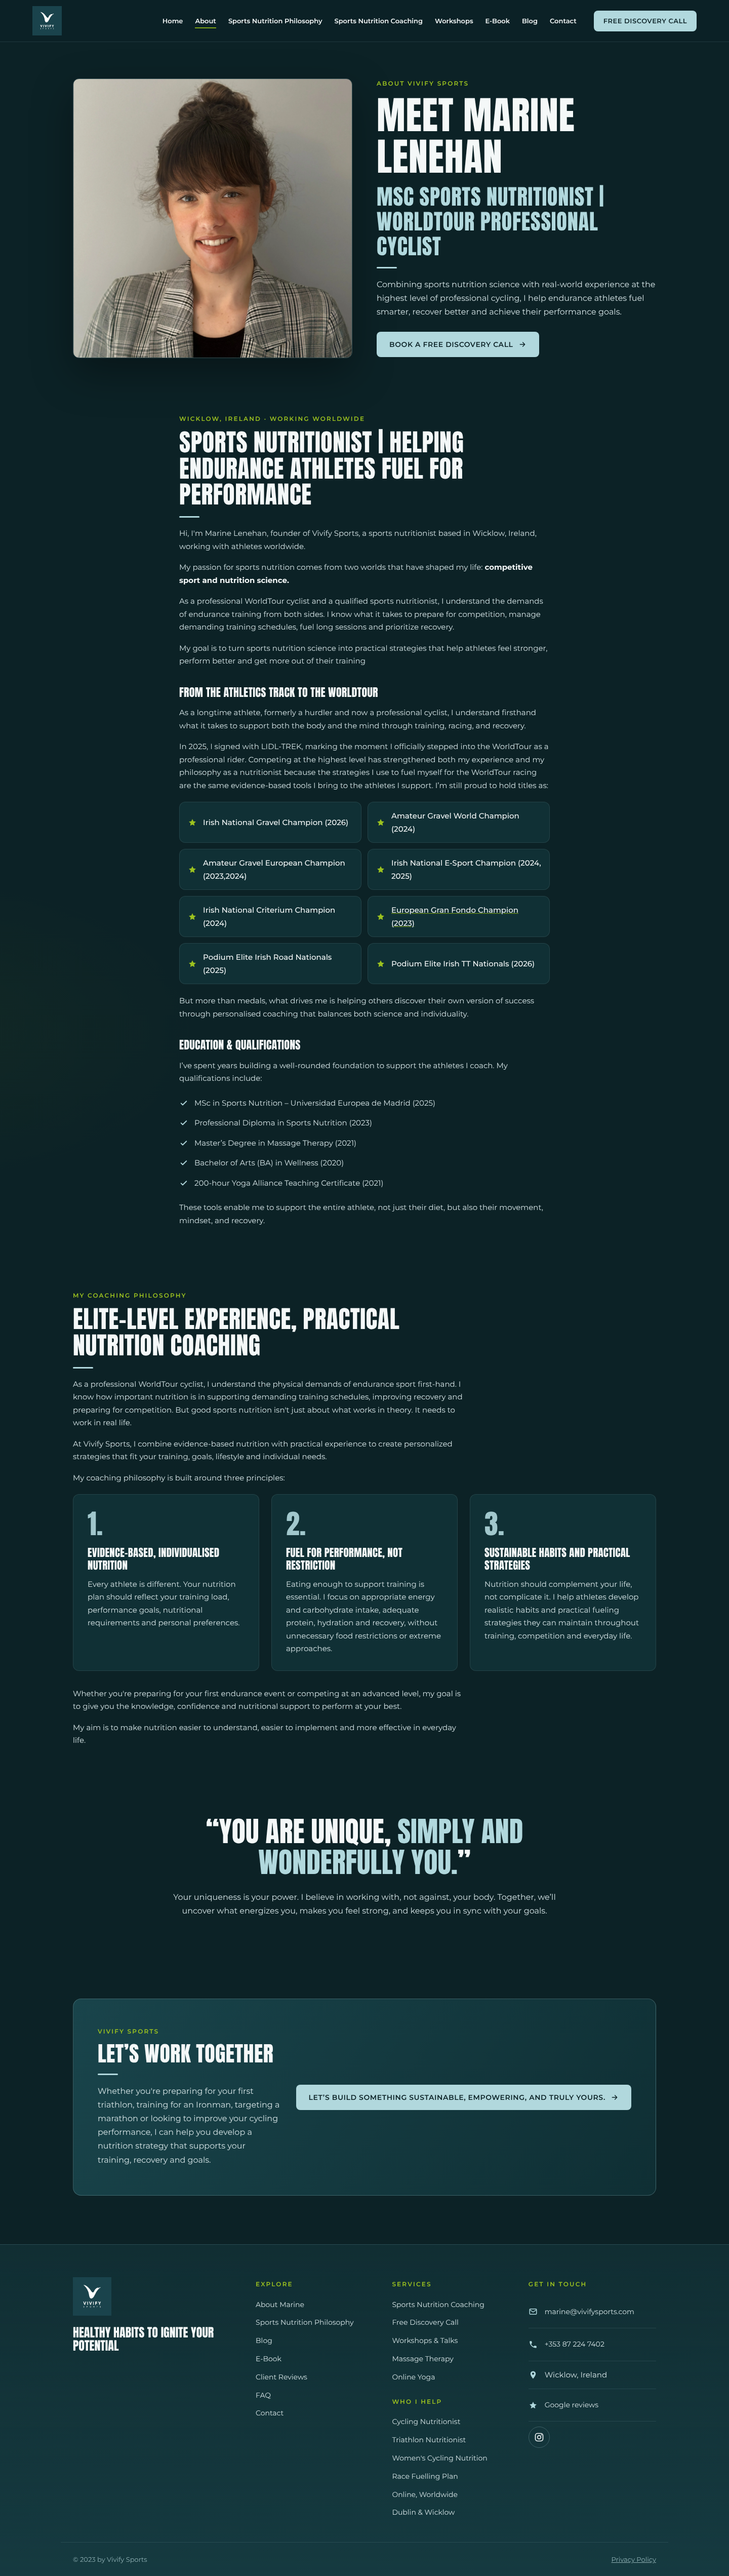 VIVIFY
SPORTS
Home About Sports Nutrition Philosophy Sports Nutrition Coaching Workshops E-Book Blog Contact FREE DISCOVERY CALL
ABOUT VIVIFY SPORTS
MEET MARINE
LENEHAN
MSC SPORTS NUTRITIONIST |
WORLDTOUR PROFESSIONAL
CYCLIST
Combining sports nutrition science with real-world experience at the
highest level of professional cycling, I help endurance athletes fuel
smarter, recover better and achieve their performance goals.
BOOK A FREE DISCOVERY CALL →
WICKLOW, IRELAND · WORKING WORLDWIDE
SPORTS NUTRITIONIST | HELPING
ENDURANCE ATHLETES FUEL FOR
PERFORMANCE
Hi, I'm Marine Lenehan, founder of Vivify Sports, a sports nutritionist based in Wicklow, Ireland,
working with athletes worldwide.
My passion for sports nutrition comes from two worlds that have shaped my life: competitive
sport and nutrition science.
As a professional WorldTour cyclist and a qualified sports nutritionist, I understand the demands
of endurance training from both sides. I know what it takes to prepare for competition, manage
demanding training schedules, fuel long sessions and prioritize recovery.
My goal is to turn sports nutrition science into practical strategies that help athletes feel stronger,
perform better and get more out of their training
FROM THE ATHLETICS TRACK TO THE WORLDTOUR
As a longtime athlete, formerly a hurdler and now a professional cyclist, I understand firsthand
what it takes to support both the body and the mind through training, racing, and recovery.
In 2025, I signed with LIDL-TREK, marking the moment I officially stepped into the WorldTour as a
professional rider. Competing at the highest level has strengthened both my experience and my
philosophy as a nutritionist because the strategies I use to fuel myself for the WorldTour racing
are the same evidence-based tools I bring to the athletes I support. I'm still proud to hold titles as:
Irish National Gravel Champion (2026)
Amateur Gravel World Champion
(2024)
Amateur Gravel European Champion
(2023,2024)
Irish National E-Sport Champion (2024,
2025)
Irish National Criterium Champion
(2024)
European Gran Fondo Champion
(2023)
Podium Elite Irish Road Nationals
(2025)
Podium Elite Irish TT Nationals (2026)
But more than medals, what drives me is helping others discover their own version of success
through personalised coaching that balances both science and individuality.
EDUCATION & QUALIFICATIONS
I've spent years building a well-rounded foundation to support the athletes I coach. My
qualifications include:
MSc in Sports Nutrition – Universidad Europea de Madrid (2025)
Professional Diploma in Sports Nutrition (2023)
Master's Degree in Massage Therapy (2021)
Bachelor of Arts (BA) in Wellness (2020)
200-hour Yoga Alliance Teaching Certificate (2021)
These tools enable me to support the entire athlete, not just their diet, but also their movement,
mindset, and recovery.
MY COACHING PHILOSOPHY
ELITE-LEVEL EXPERIENCE, PRACTICAL
NUTRITION COACHING
As a professional WorldTour cyclist, I understand the physical demands of endurance sport first-hand. I
know how important nutrition is in supporting demanding training schedules, improving recovery and
preparing for competition. But good sports nutrition isn't just about what works in theory. It needs to
work in real life.
At Vivify Sports, I combine evidence-based nutrition with practical experience to create personalized
strategies that fit your training, goals, lifestyle and individual needs.
My coaching philosophy is built around three principles:
1.
EVIDENCE-BASED, INDIVIDUALISED
NUTRITION
Every athlete is different. Your nutrition
plan should reflect your training load,
performance goals, nutritional
requirements and personal preferences.
2.
FUEL FOR PERFORMANCE, NOT
RESTRICTION
Eating enough to support training is
essential. I focus on appropriate energy
and carbohydrate intake, adequate
protein, hydration and recovery, without
unnecessary food restrictions or extreme
approaches.
3.
SUSTAINABLE HABITS AND PRACTICAL
STRATEGIES
Nutrition should complement your life,
not complicate it. I help athletes develop
realistic habits and practical fueling
strategies they can maintain throughout
training, competition and everyday life.
Whether you're preparing for your first endurance event or competing at an advanced level, my goal is
to give you the knowledge, confidence and nutritional support to perform at your best.
My aim is to make nutrition easier to understand, easier to implement and more effective in everyday
life.
“YOU ARE UNIQUE, SIMPLY AND
WONDERFULLY YOU.”
Your uniqueness is your power. I believe in working with, not against, your body. Together, we'll
uncover what energizes you, makes you feel strong, and keeps you in sync with your goals.
VIVIFY SPORTS
LET'S WORK TOGETHER
Whether you're preparing for your first
triathlon, training for an Ironman, targeting a
marathon or looking to improve your cycling
performance, I can help you develop a
nutrition strategy that supports your
training, recovery and goals.
LET'S BUILD SOMETHING SUSTAINABLE, EMPOWERING, AND TRULY YOURS. →
VIVIFY
SPORTS
HEALTHY HABITS TO IGNITE YOUR
POTENTIAL
EXPLORE
About Marine
Sports Nutrition Philosophy
Blog
E-Book
Client Reviews
FAQ
Contact
SERVICES
Sports Nutrition Coaching
Free Discovery Call
Workshops & Talks
Massage Therapy
Online Yoga
WHO I HELP
Cycling Nutritionist
Triathlon Nutritionist
Women's Cycling Nutrition
Race Fuelling Plan
Online, Worldwide
Dublin & Wicklow
GET IN TOUCH
marine@vivifysports.com
+353 87 224 7402
Wicklow, Ireland
Google reviews
© 2023 by Vivify Sports
Privacy Policy